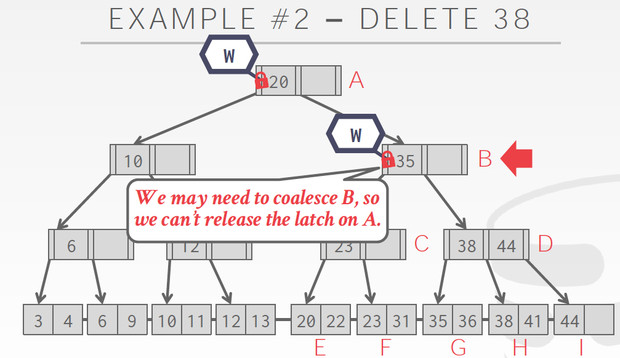 EXAMPLE #2 – DELETE 38
W
20 A
W
10 35 B
We may need to coalesce B, so
we can't release the latch on A.
6 12 23 C 38 44 D
3 4 6 9 10 11 12 13 20 22 23 31 35 36 38 41 44
E F G H I